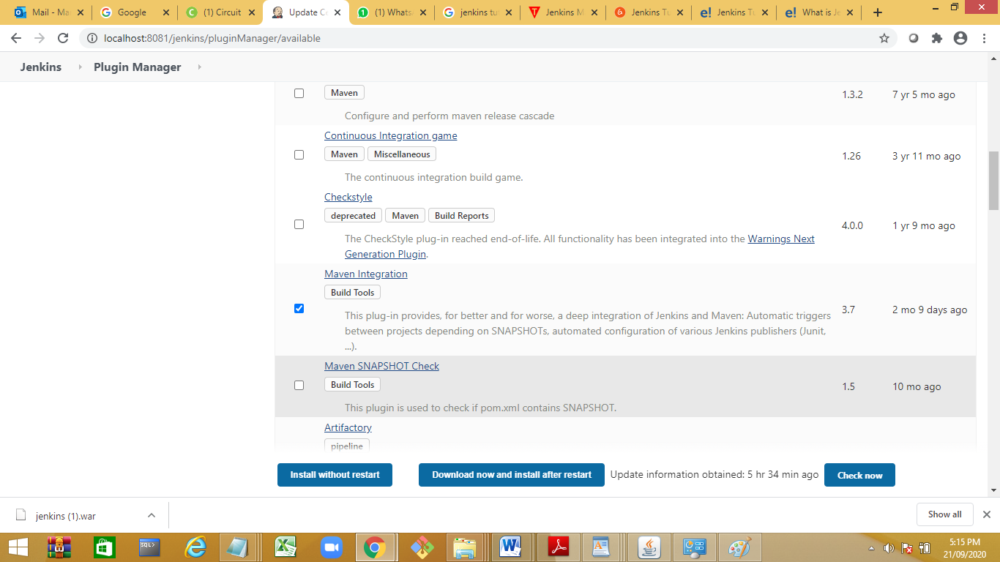 Mail - Ma
Google
(1) Circuit
Update Ce
(1) Whats
jenkins tu
Jenkins M
Jenkins Tu
Jenkins Tu
What is Je
localhost:8081/jenkins/pluginManager/available
Jenkins
Plugin Manager
Maven
1.3.2
7 yr 5 mo ago
Configure and perform maven release cascade
Continuous Integration game
Maven
Miscellaneous
1.26
3 yr 11 mo ago
The continuous integration build game.
Checkstyle
deprecated
Maven
Build Reports
4.0.0
1 yr 9 mo ago
The CheckStyle plug-in reached end-of-life. All functionality has been integrated into the Warnings Next
Generation Plugin.
Maven Integration
Build Tools
3.7
2 mo 9 days ago
This plug-in provides, for better and for worse, a deep integration of Jenkins and Maven: Automatic triggers
between projects depending on SNAPSHOTs, automated configuration of various Jenkins publishers (Junit,
...).
Maven SNAPSHOT Check
Build Tools
1.5
10 mo ago
This plugin is used to check if pom.xml contains SNAPSHOT.
Artifactory
pipeline
Install without restart
Download now and install after restart
Update information obtained: 5 hr 34 min ago
Check now
jenkins (1).war
Show all
SQL>
5:15 PM
21/09/2020